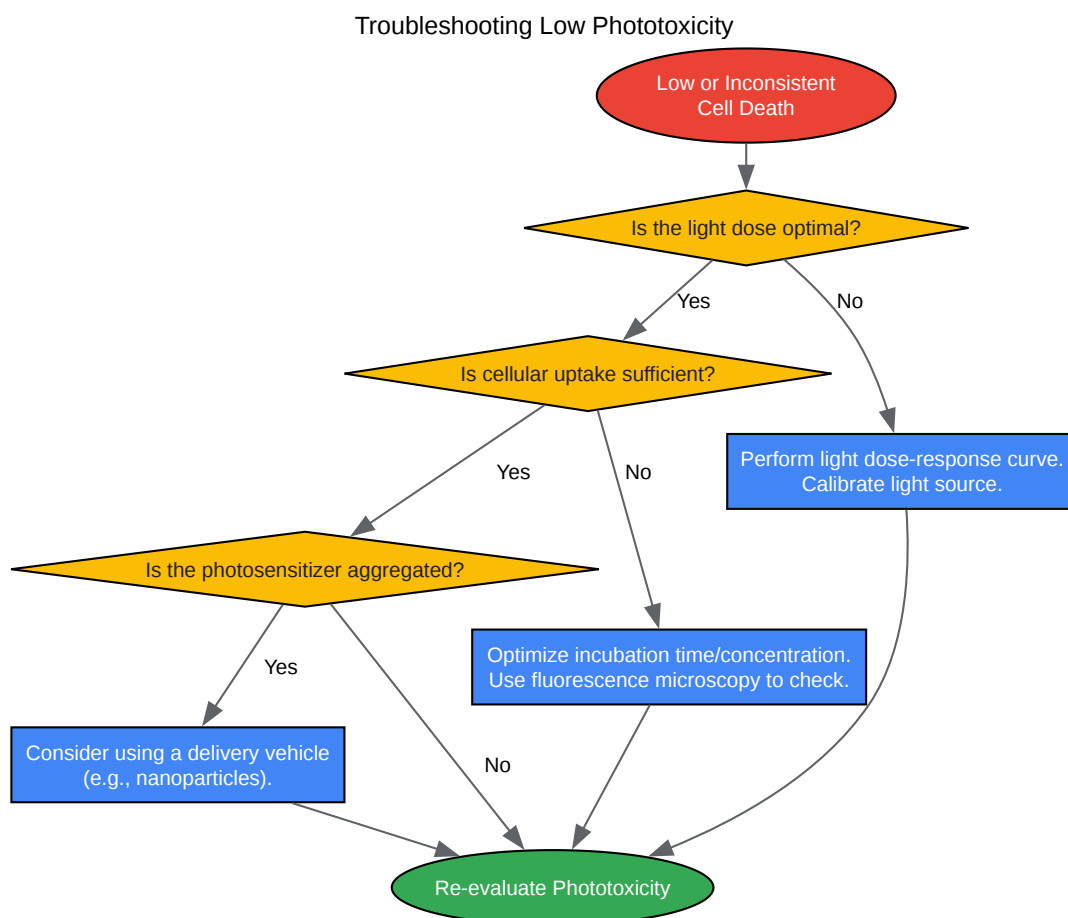 Troubleshooting Low Phototoxicity
Low or Inconsistent
Cell Death
Is the light dose optimal?
Yes
No
Is cellular uptake sufficient?
Perform light dose-response curve.
Calibrate light source.
Yes
No
Is the photosensitizer aggregated?
Optimize incubation time/concentration.
Use fluorescence microscopy to check.
Yes
Consider using a delivery vehicle
(e.g., nanoparticles).
No
Re-evaluate Phototoxicity